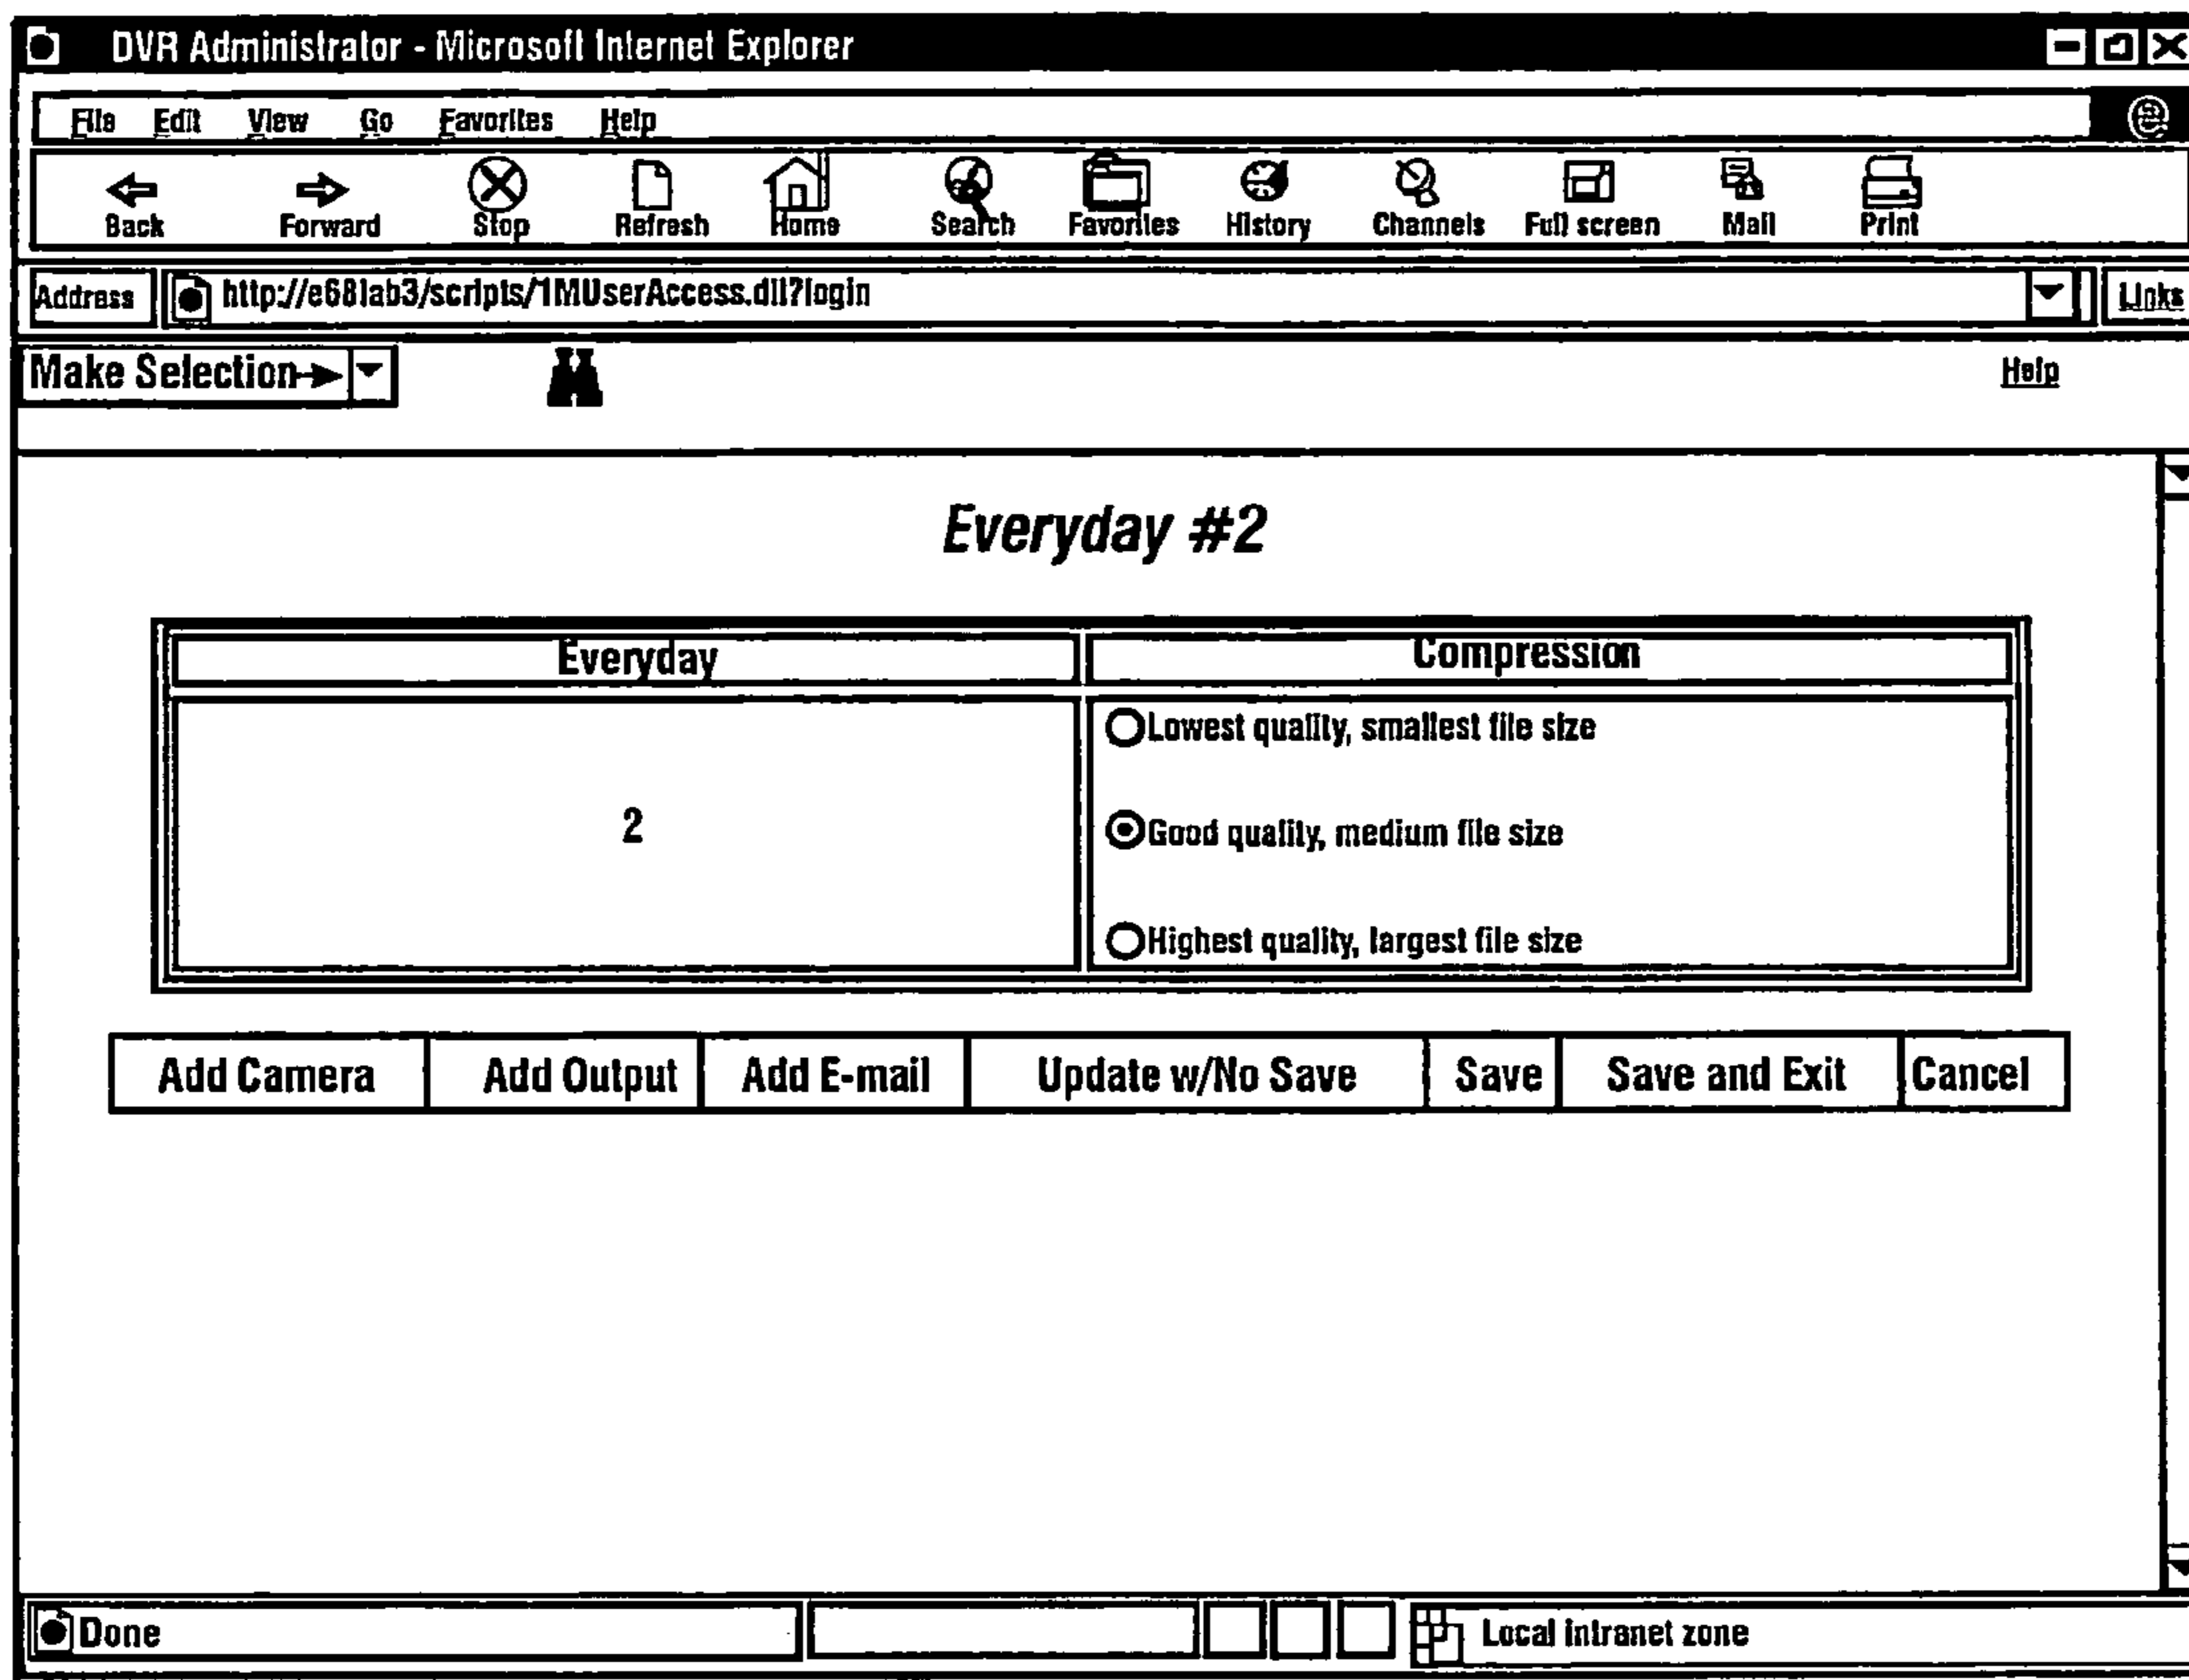 DVR Administrator - Microsoft Internet Explorer
File Edit View Go Favorites Help
Back Forward Stop Refresh Home Search Favorites History Channels Full screen Mail Print
Address http://e681ab3/scripts/1MUserAccess.dll?login Links
Make Selection Help
Everyday #2
Everyday Compression
Lowest quality, smallest file size
2 Good quality, medium file size
Highest quality, largest file size
Add Camera Add Output Add E-mail Update w/No Save Save Save and Exit Cancel
Done Local intranet zone